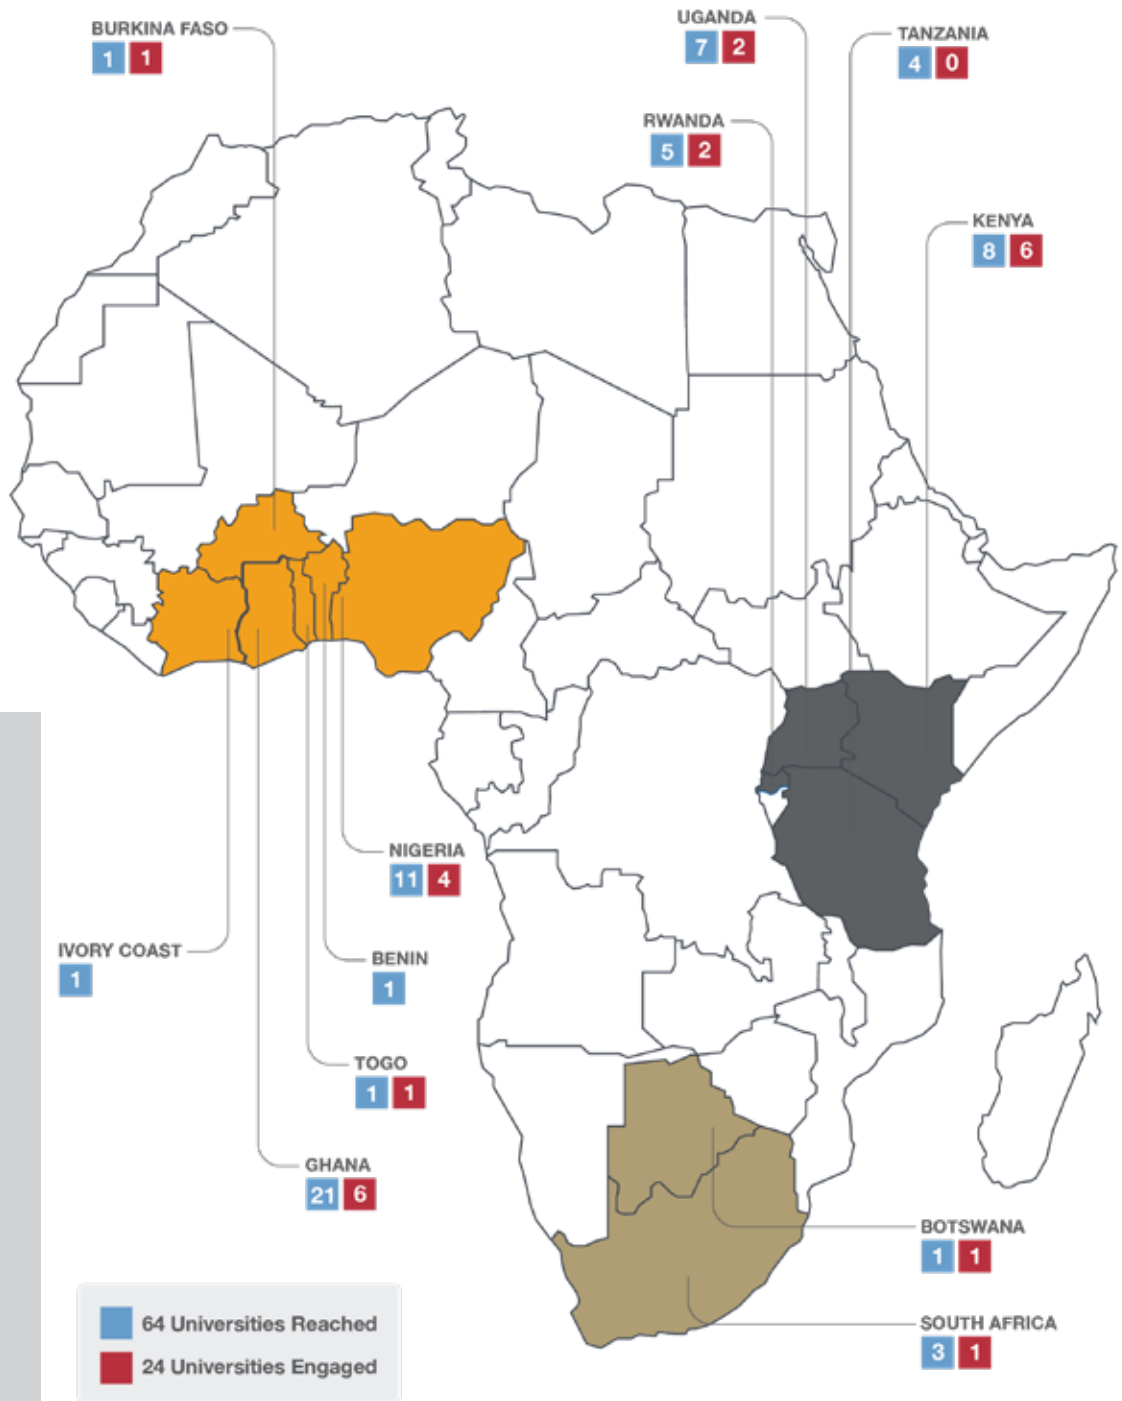 BURKINA FASO
1 1
UGANDA
7 2
TANZANIA
4 0
RWANDA
5 2
KENYA
8 6
NIGERIA
11 4
IVORY COAST
1
BENIN
1
TOGO
1 1
GHANA
21 6
BOTSWANA
1 1
SOUTH AFRICA
3 1
64 Universities Reached
24 Universities Engaged